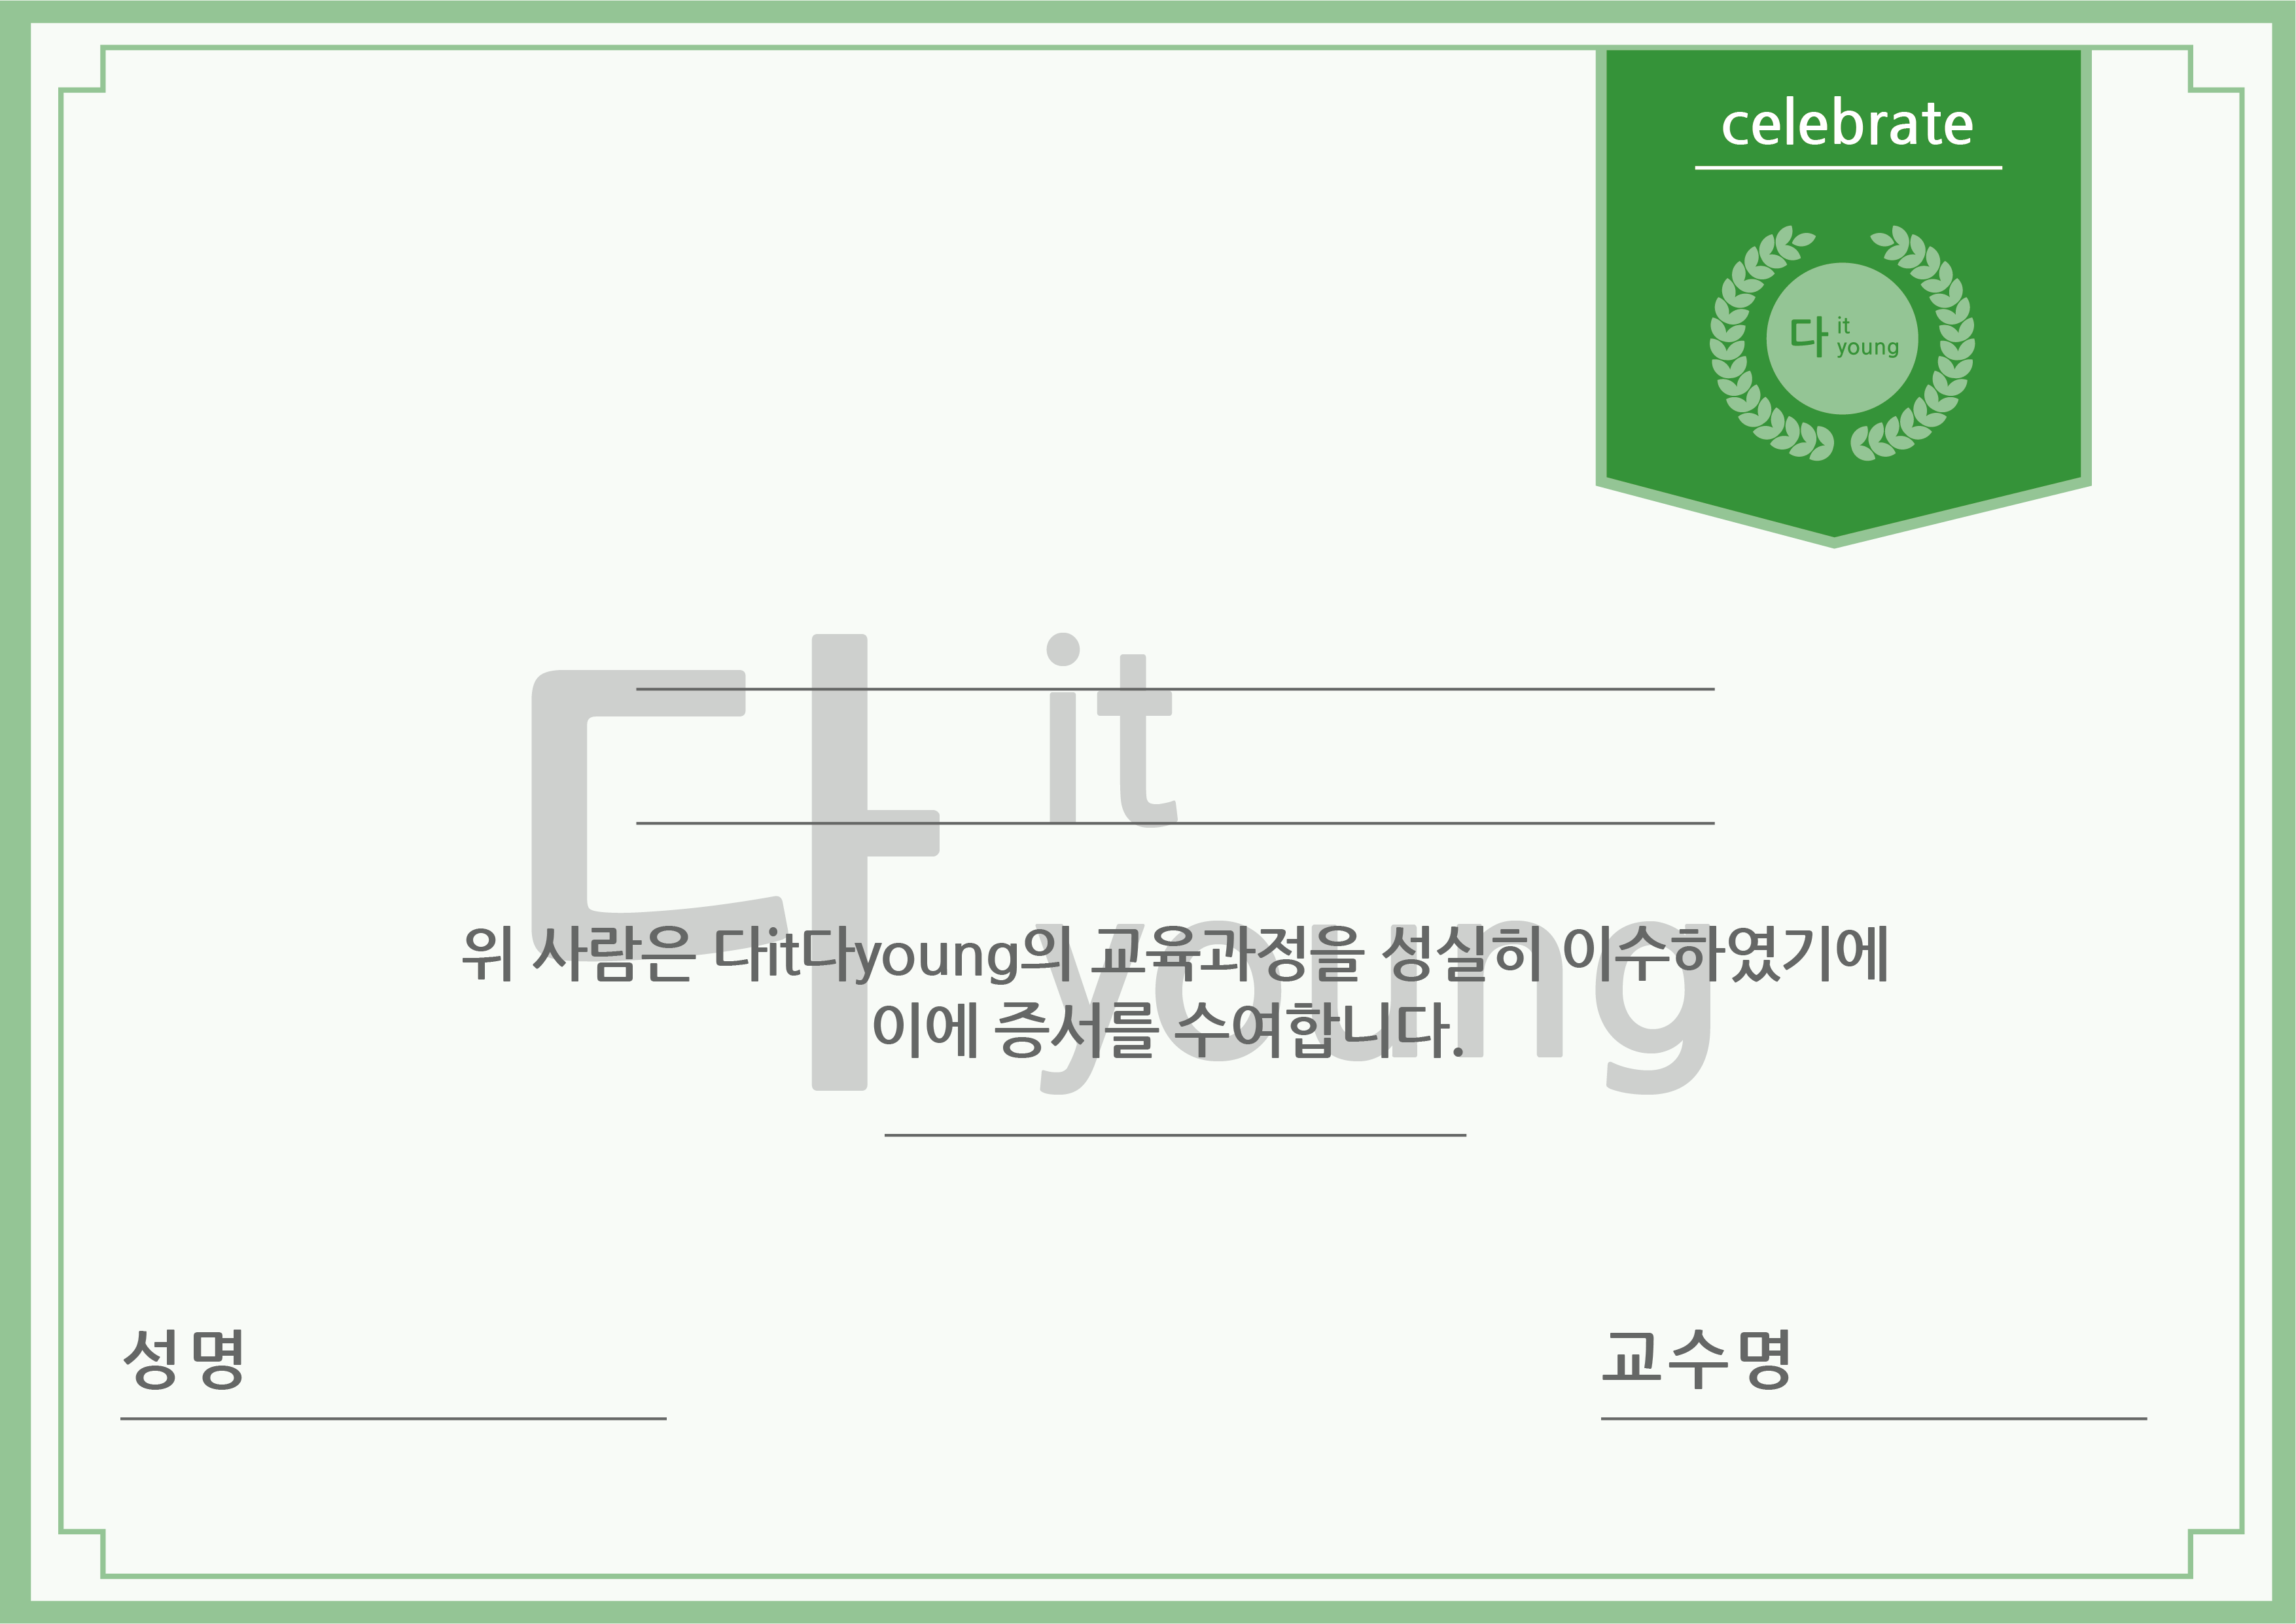 celebrate
다 it
young
다 it
young
위 사람은 다it다young의 교육과정을 성실히 이수하였기에
이에 증서를 수여합니다.
성명
교수명